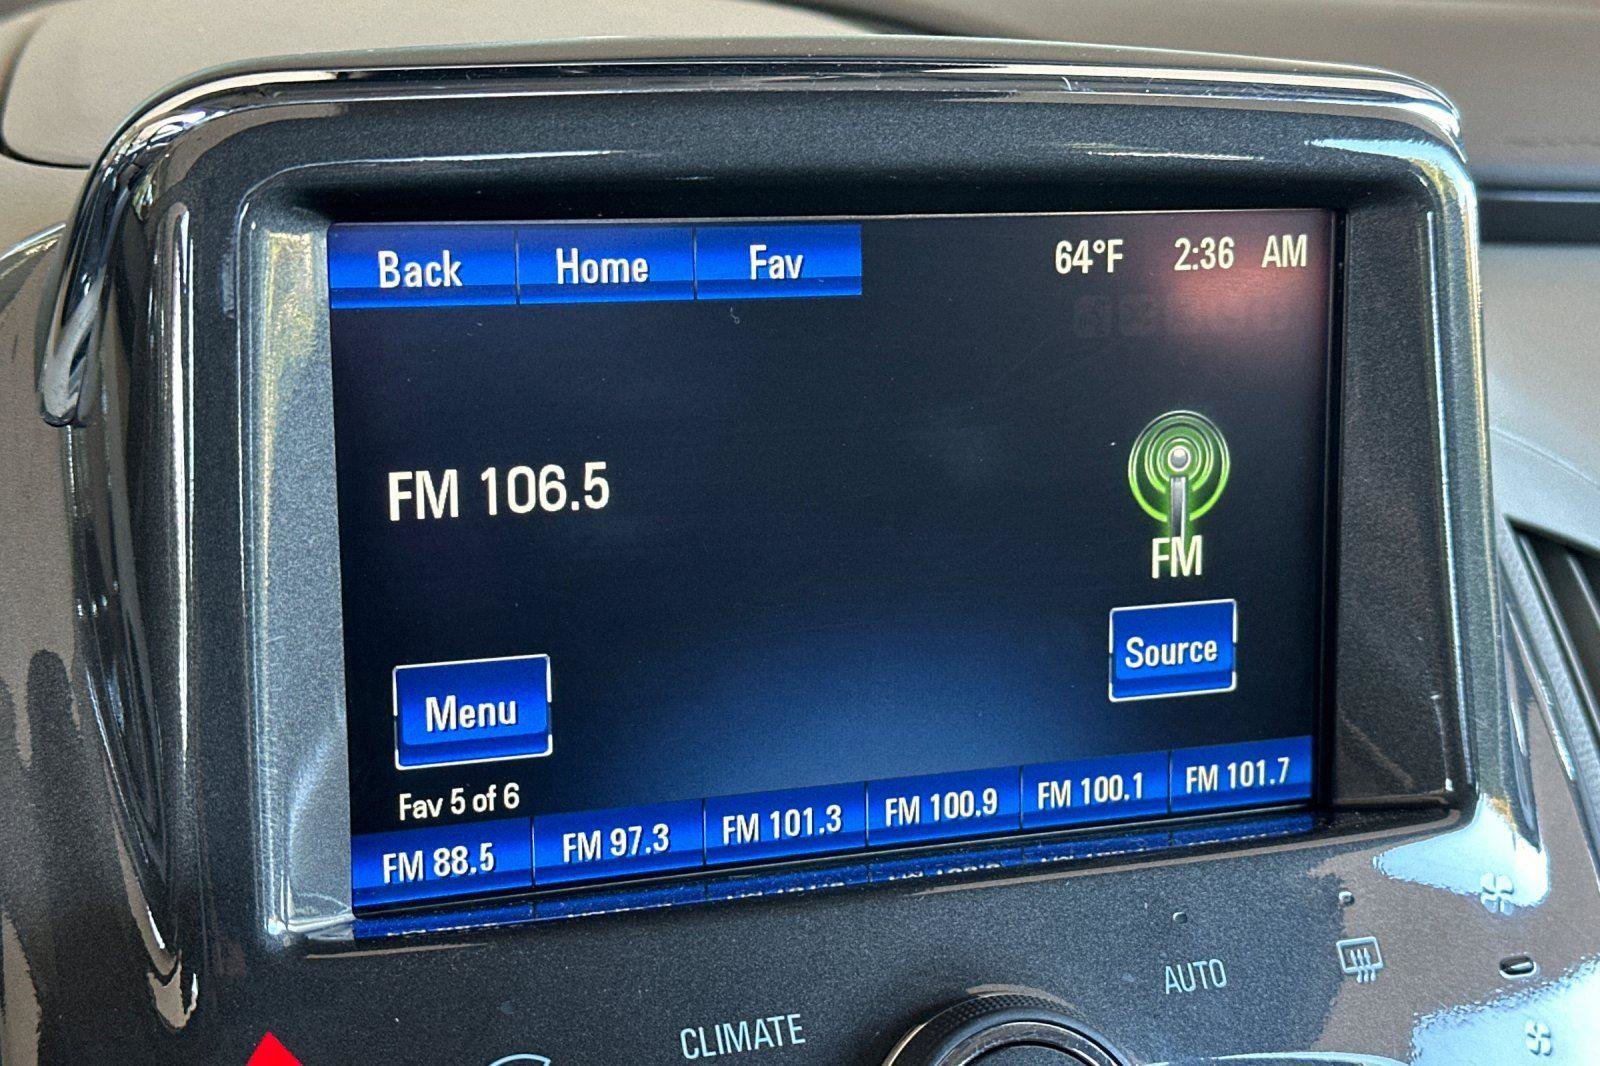 Back Home Fav 64°F 2:36 AM
FM 106.5
FM
Source
Menu
Fav 5 of 6
FM 88.5 FM 97.3 FM 101.3 FM 100.9 FM 100.1 FM 101.7
AUTO
CLIMATE